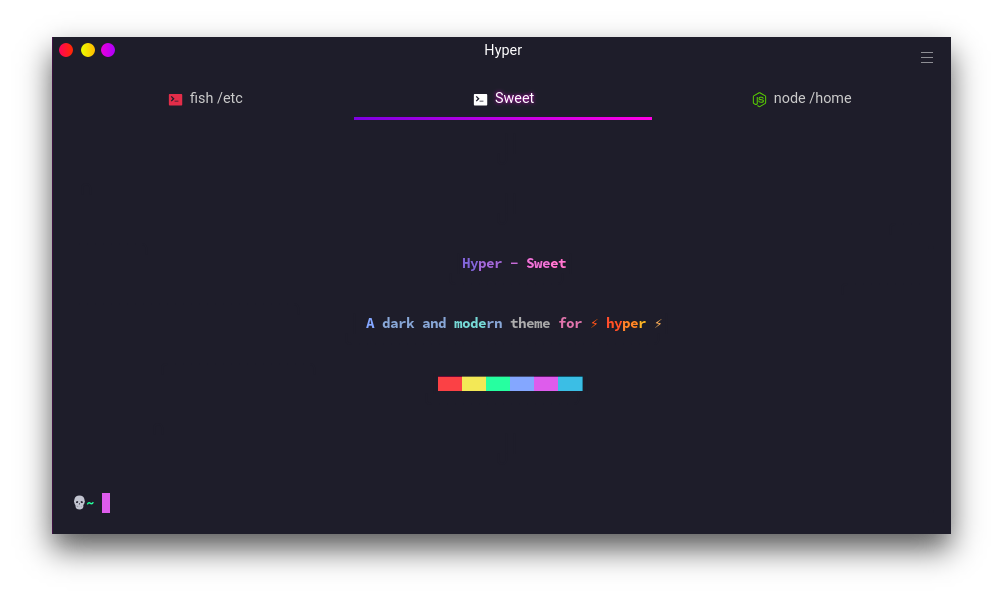 Hyper
fish /etc
Sweet
node /home
Hyper - Sweet
A dark and modern theme for ⚡ hyper ⚡
💀~